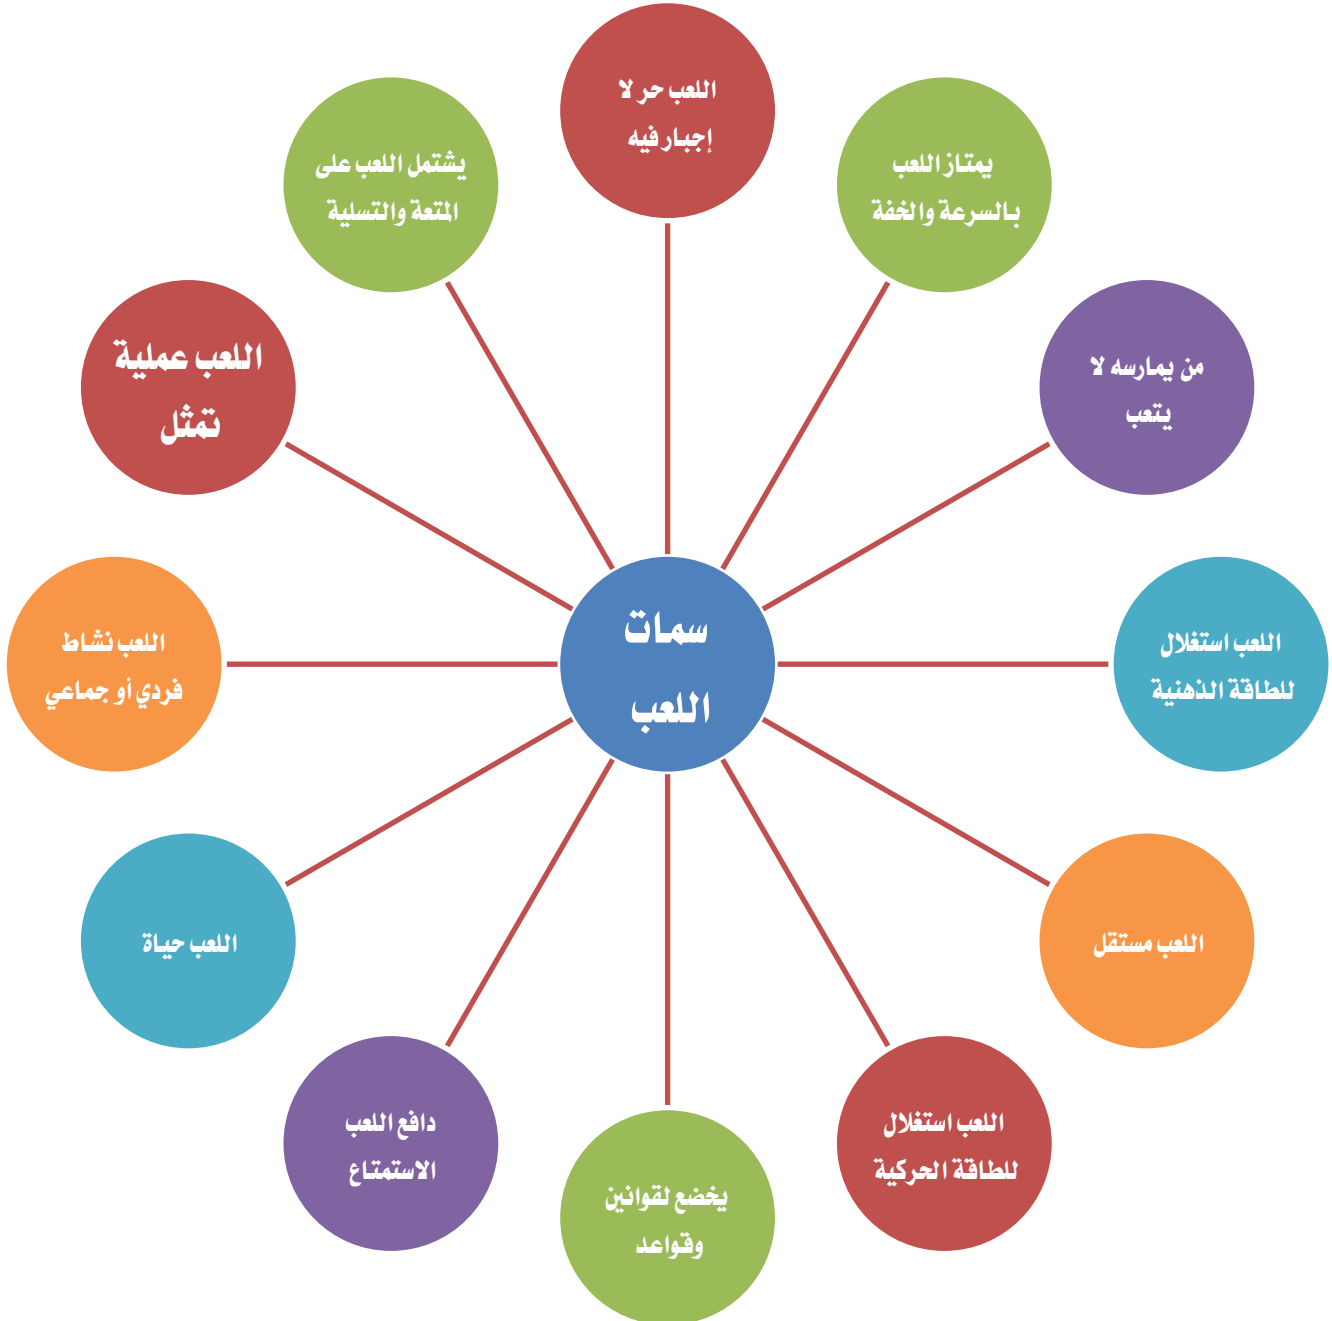 سمات
اللعب
اللعب حر لا
إجبار فيه
يمتاز اللعب
بالسرعة والخفة
من يمارسه لا
يتعب
اللعب استغلال
للطاقة الذهنية
اللعب مستقل
اللعب استغلال
للطاقة الحركية
يخضع لقوانين
وقواعد
دافع اللعب
الاستمتاع
اللعب حياة
اللعب نشاط
فردي أو جماعي
اللعب عملية
تمثل
يشتمل اللعب على
المتعة والتسلية